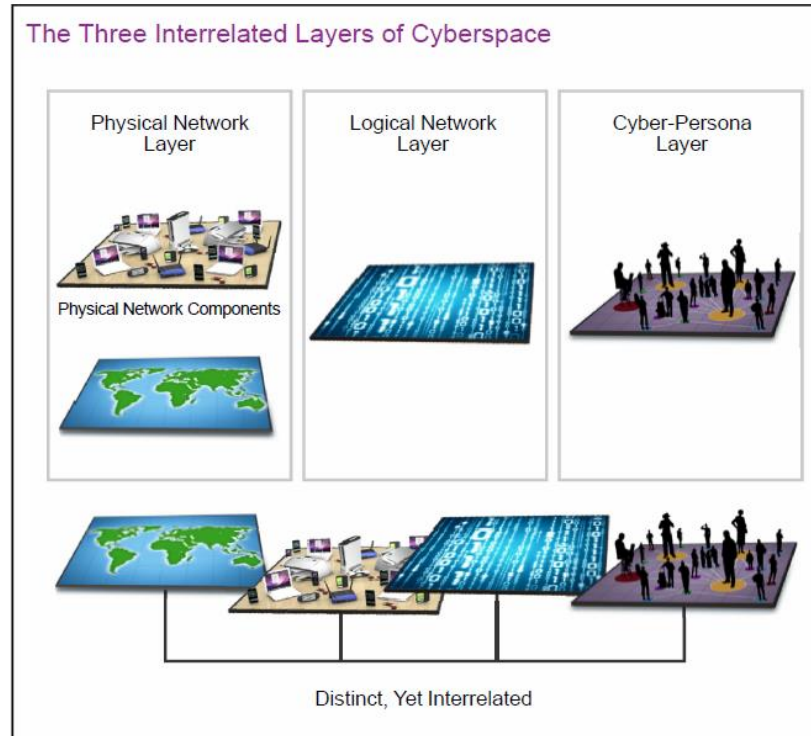 The Three Interrelated Layers of Cyberspace
Physical Network
Layer
Physical Network Components
Logical Network
Layer
Cyber-Persona
Layer
Distinct, Yet Interrelated